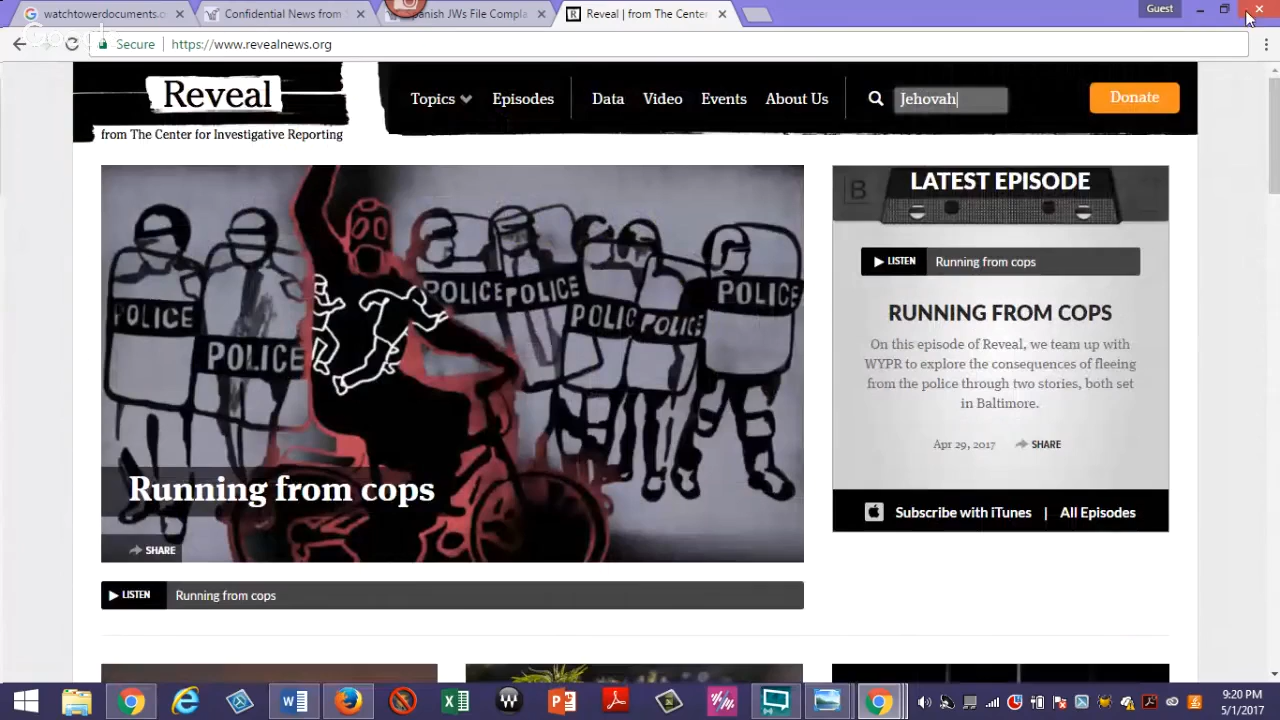 watchtowerdocuments.o
Confidential News from
anish JWs File Compla
Reveal | from The Center
Guest
Secure
https://www.revealnews.org
Reveal
from The Center for Investigative Reporting
Topics
Episodes
Data
Video
Events
About Us
Jehovah
Donate
POLICE
POLICE
POLICE
POLICE
POLIC
POLICE
POLICE
Running from cops
SHARE
LISTEN
Running from cops
LATEST EPISODE
LISTEN
Running from cops
RUNNING FROM COPS
On this episode of Reveal, we team up with
WYPR to explore the consequences of fleeing
from the police through two stories, both set
in Baltimore.
Apr 29, 2017
SHARE
Subscribe with iTunes | All Episodes
9:20 PM
5/1/2017